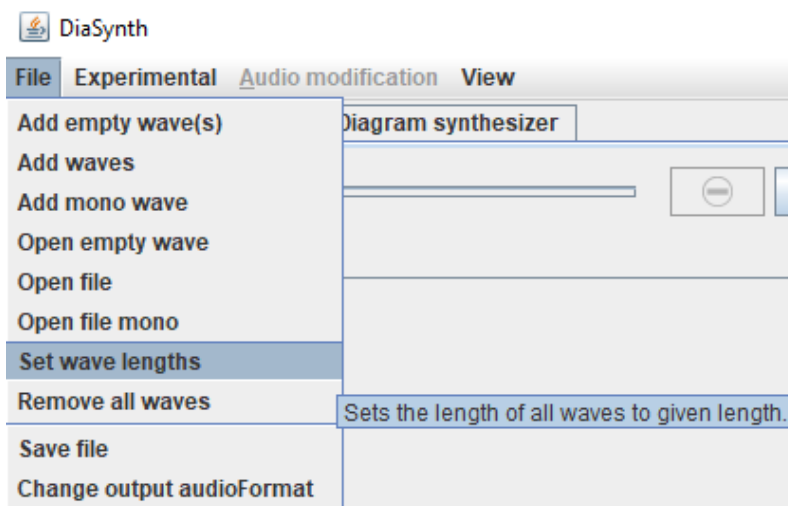 DiaSynth
File Experimental Audio modification View
Add empty wave(s)
Diagram synthesizer
Add waves
Add mono wave
Open empty wave
Open file
Open file mono
Set wave lengths
Remove all waves
Sets the length of all waves to given length.
Save file
Change output audioFormat